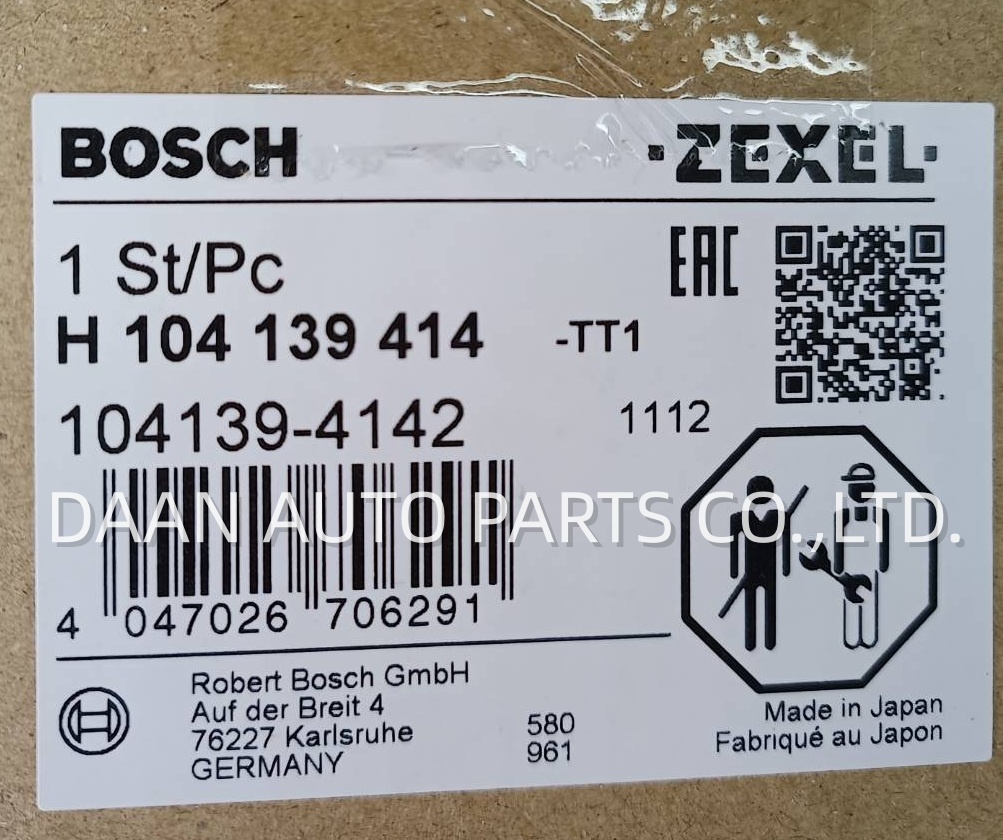 BOSCH ·ZEXEL·
1 St/Pc EAC
H 104 139 414 -TT1
104139-4142 1112
DAAN AUTO PARTS CO.,LTD.
4 047026 706291
Robert Bosch GmbH
Auf der Breit 4
76227 Karlsruhe
GERMANY
580
961
Made in Japan
Fabriqué au Japon